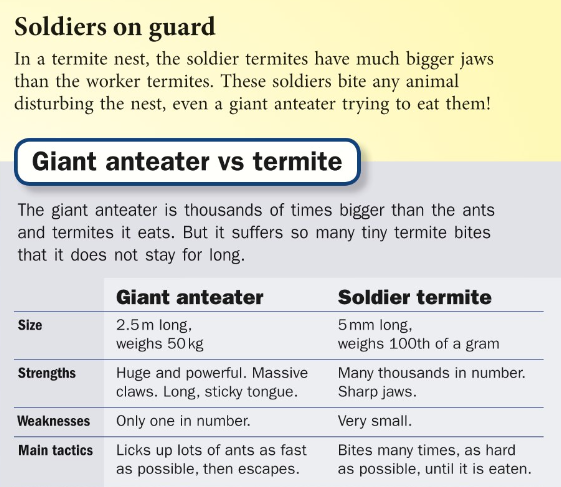 Soldiers on guard
In a termite nest, the soldier termites have much bigger jaws
than the worker termites. These soldiers bite any animal
disturbing the nest, even a giant anteater trying to eat them!
Giant anteater vs termite
The giant anteater is thousands of times bigger than the ants
and termites it eats. But it suffers so many tiny termite bites
that it does not stay for long.
Giant anteater Soldier termite
Size 2.5 m long, 5 mm long,
weighs 50 kg weighs 100th of a gram
Strengths Huge and powerful. Massive Many thousands in number.
claws. Long, sticky tongue. Sharp jaws.
Weaknesses Only one in number. Very small.
Main tactics Licks up lots of ants as fast Bites many times, as hard
as possible, then escapes. as possible, until it is eaten.